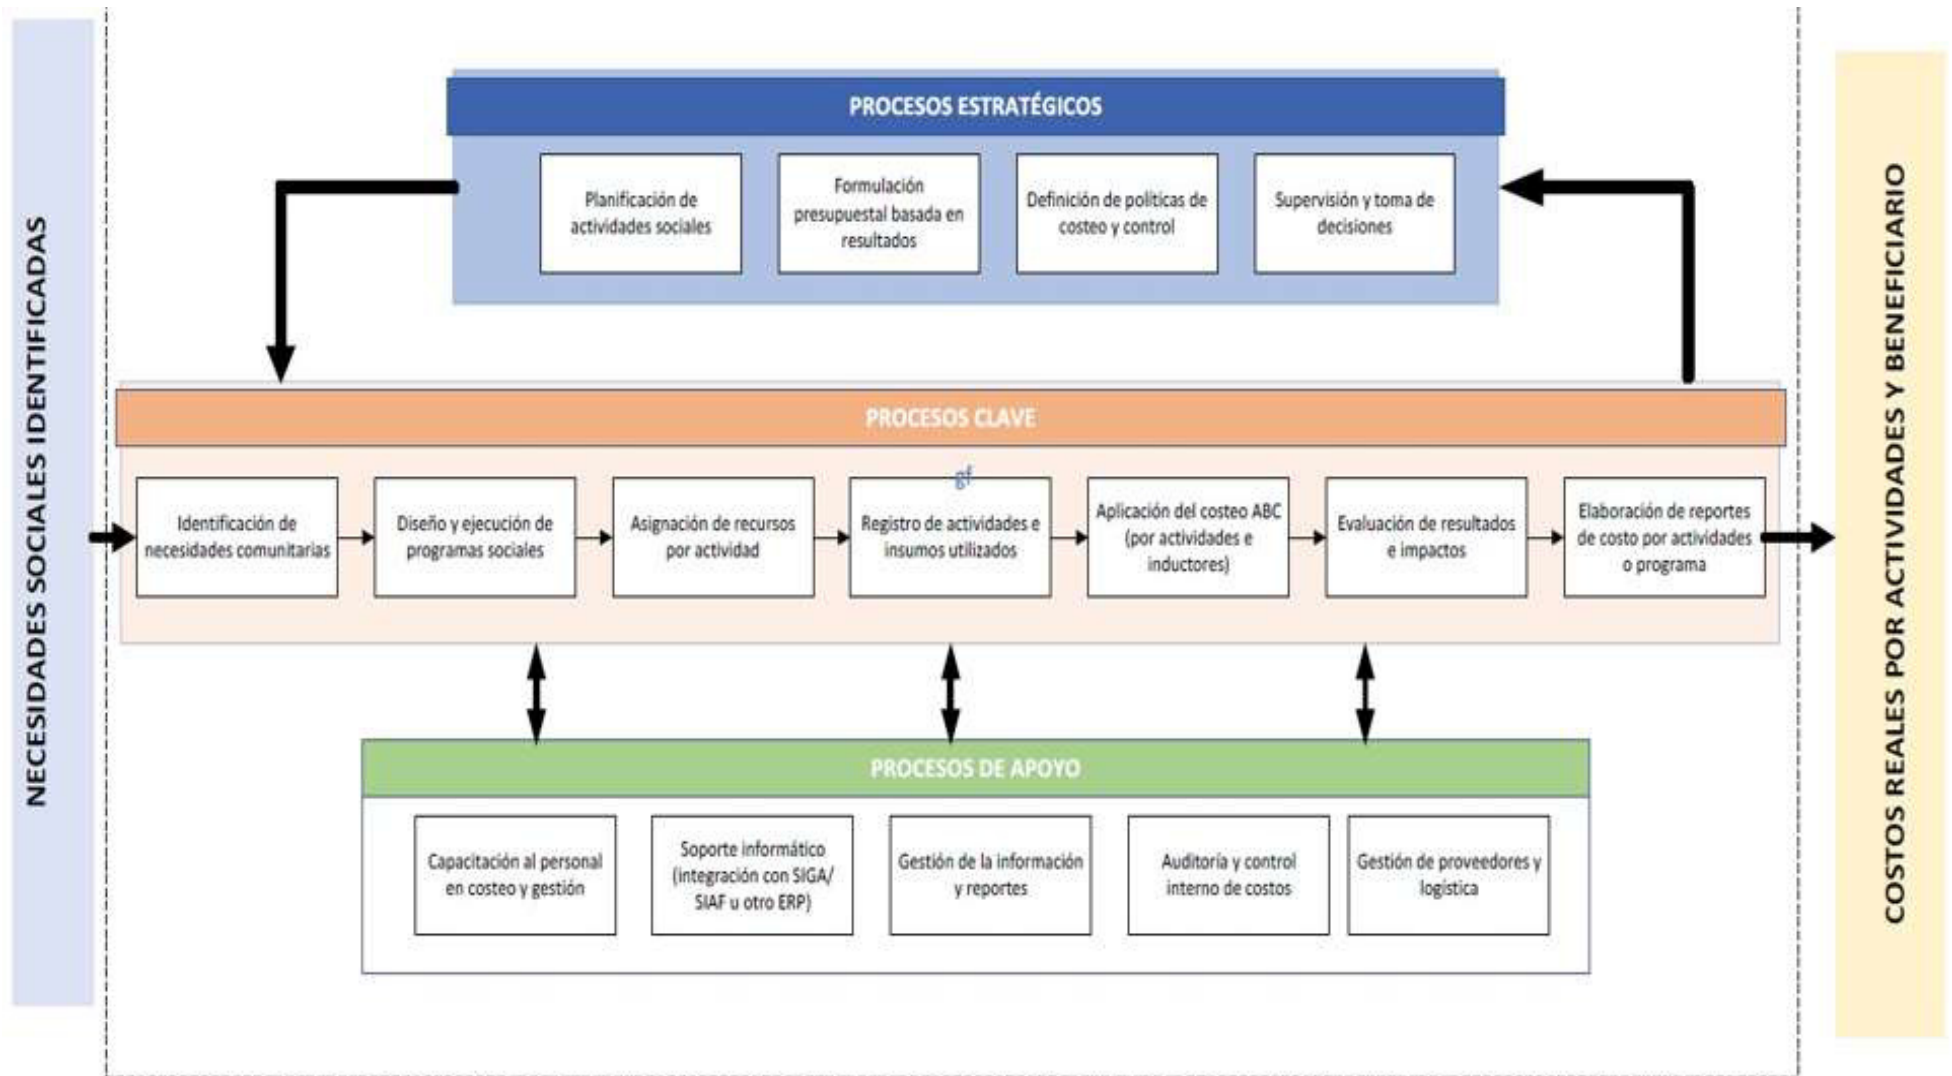 NECESIDADES SOCIALES IDENTIFICADAS
PROCESOS ESTRATÉGICOS
Planificación de
actividades sociales
Formulación
presupuestal basada en
resultados
Definición de políticas de
costeo y control
Supervisión y toma de
decisiones
PROCESOS CLAVE
gf
Identificación de
necesidades comunitarias
Diseño y ejecución de
programas sociales
Asignación de recursos
por actividad
Registro de actividades e
insumos utilizados
Aplicación del costeo ABC
(por actividades e
inductores)
Evaluación de resultados
e impactos
Elaboración de reportes
de costo por actividades
o programa
PROCESOS DE APOYO
Capacitación al personal
en costeo y gestión
Soporte informático
(integración con SIGA/
SIAF u otro ERP)
Gestión de la información
y reportes
Auditoría y control
interno de costos
Gestión de proveedores y
logística
COSTOS REALES POR ACTIVIDADES Y BENEFICIARIO